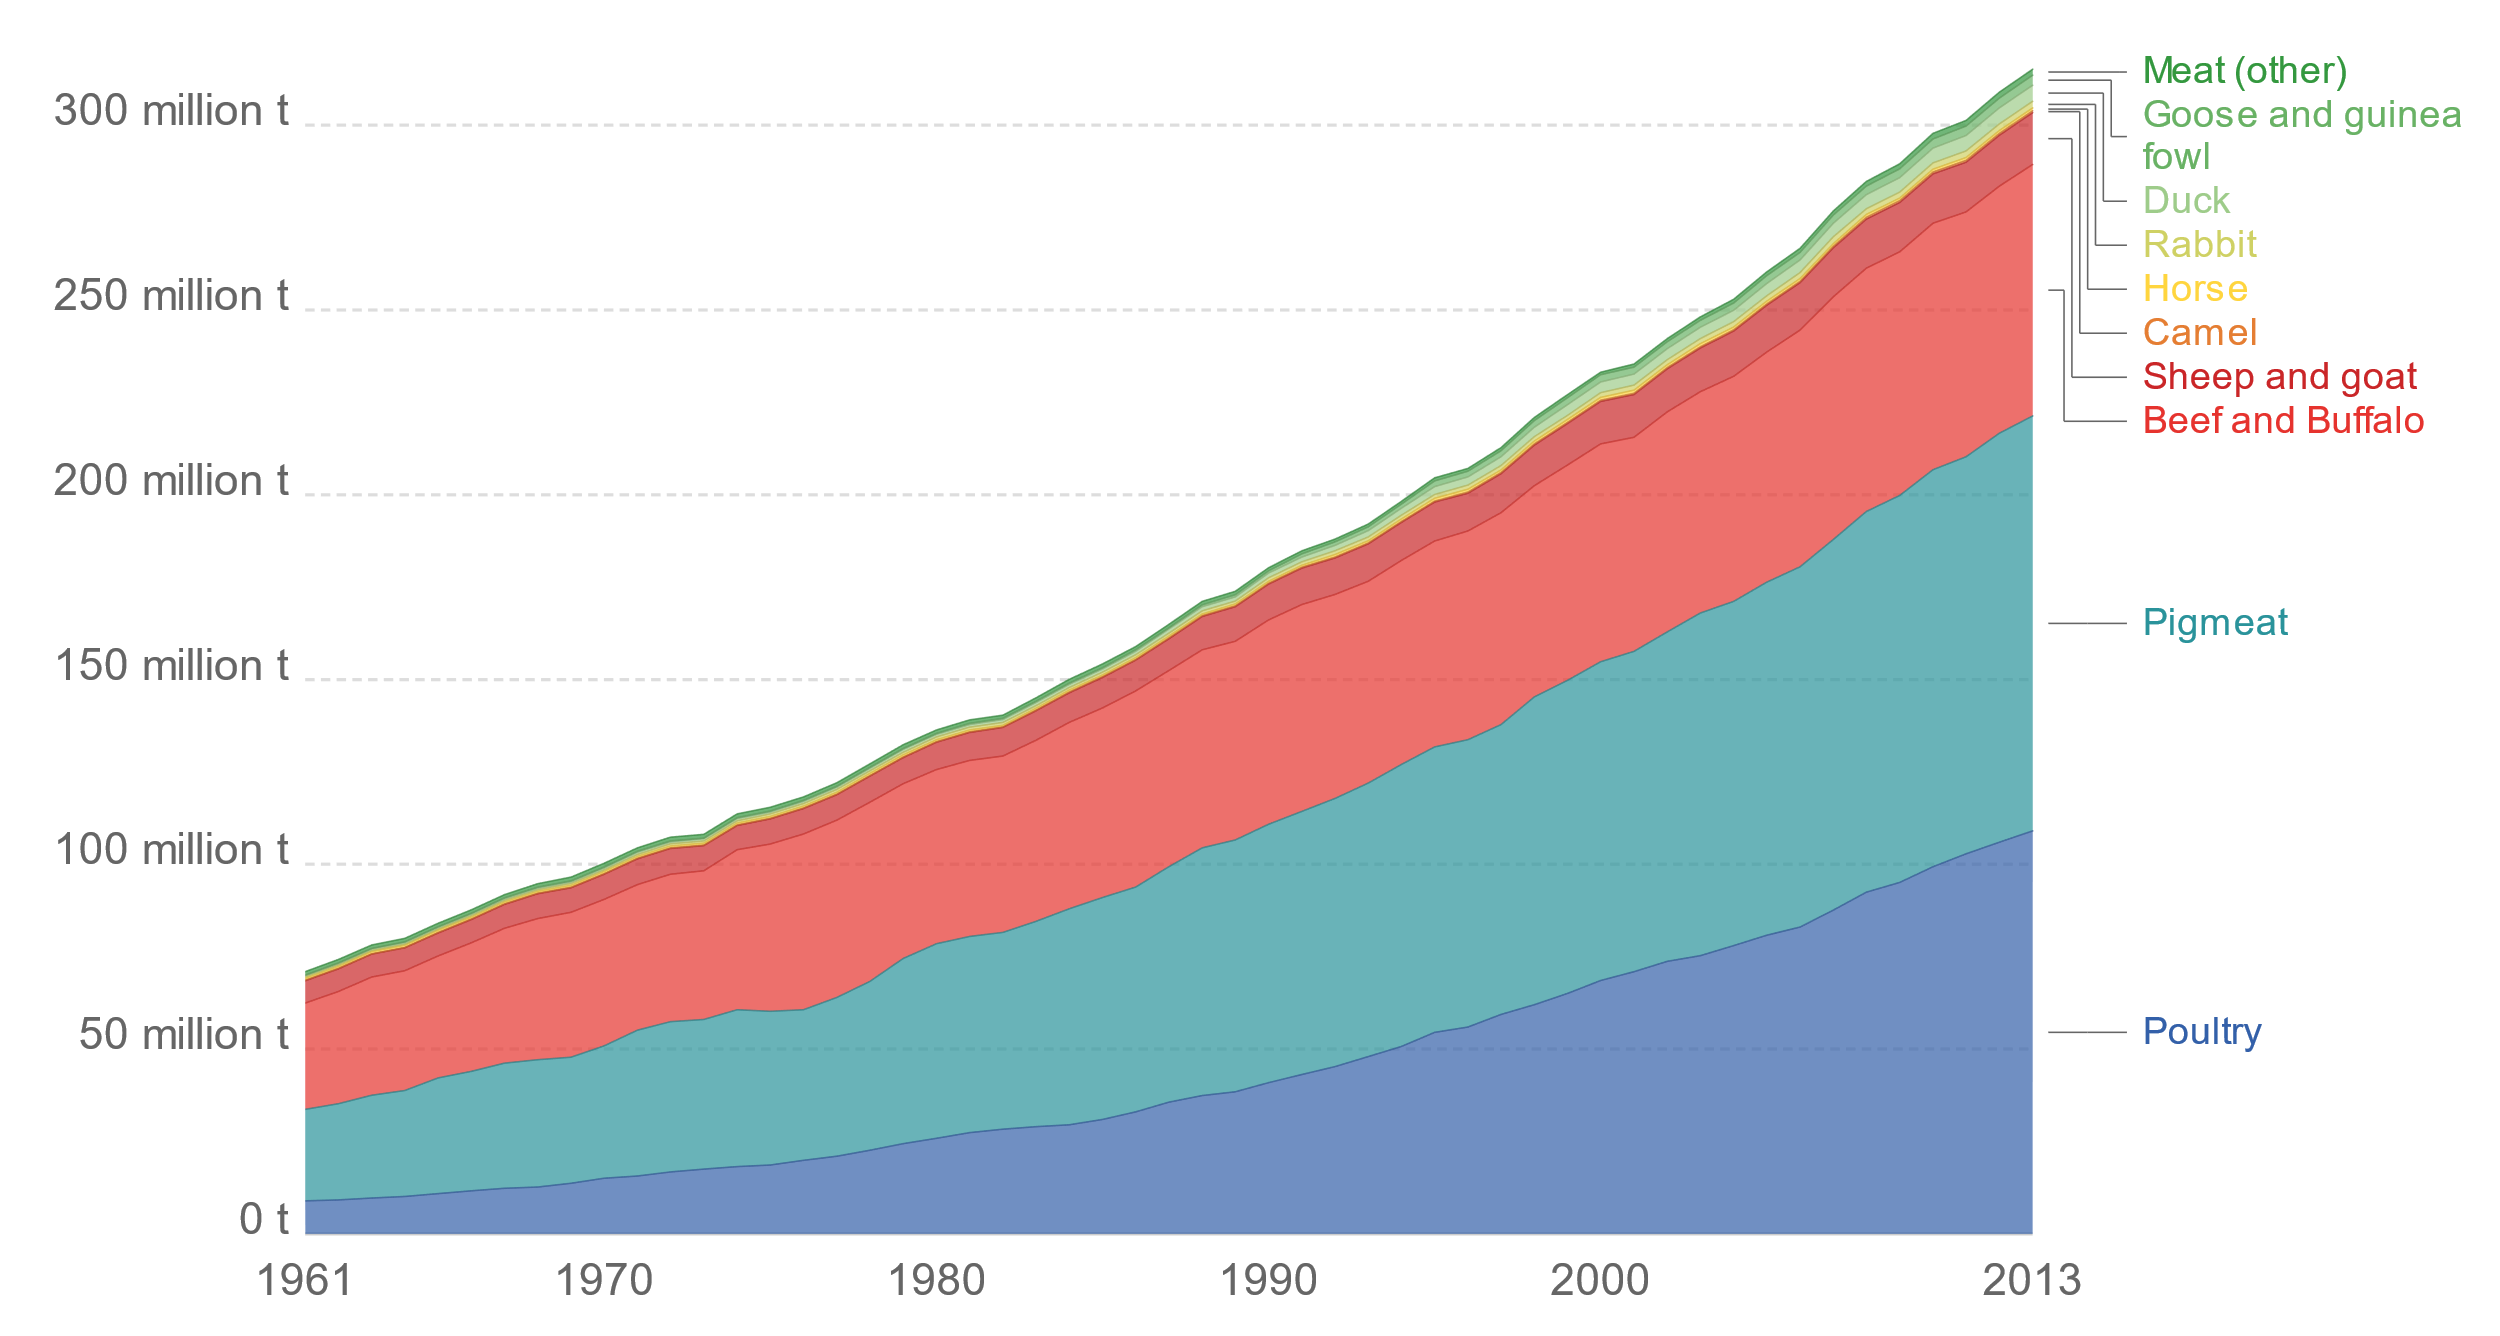 300 million t
250 million t
200 million t
150 million t
100 million t
50 million t
0 t
1961
1970
1980
1990
2000
2013
Meat (other)
Goose and guinea
fowl
Duck
Rabbit
Horse
Camel
Sheep and goat
Beef and Buffalo
Pigmeat
Poultry